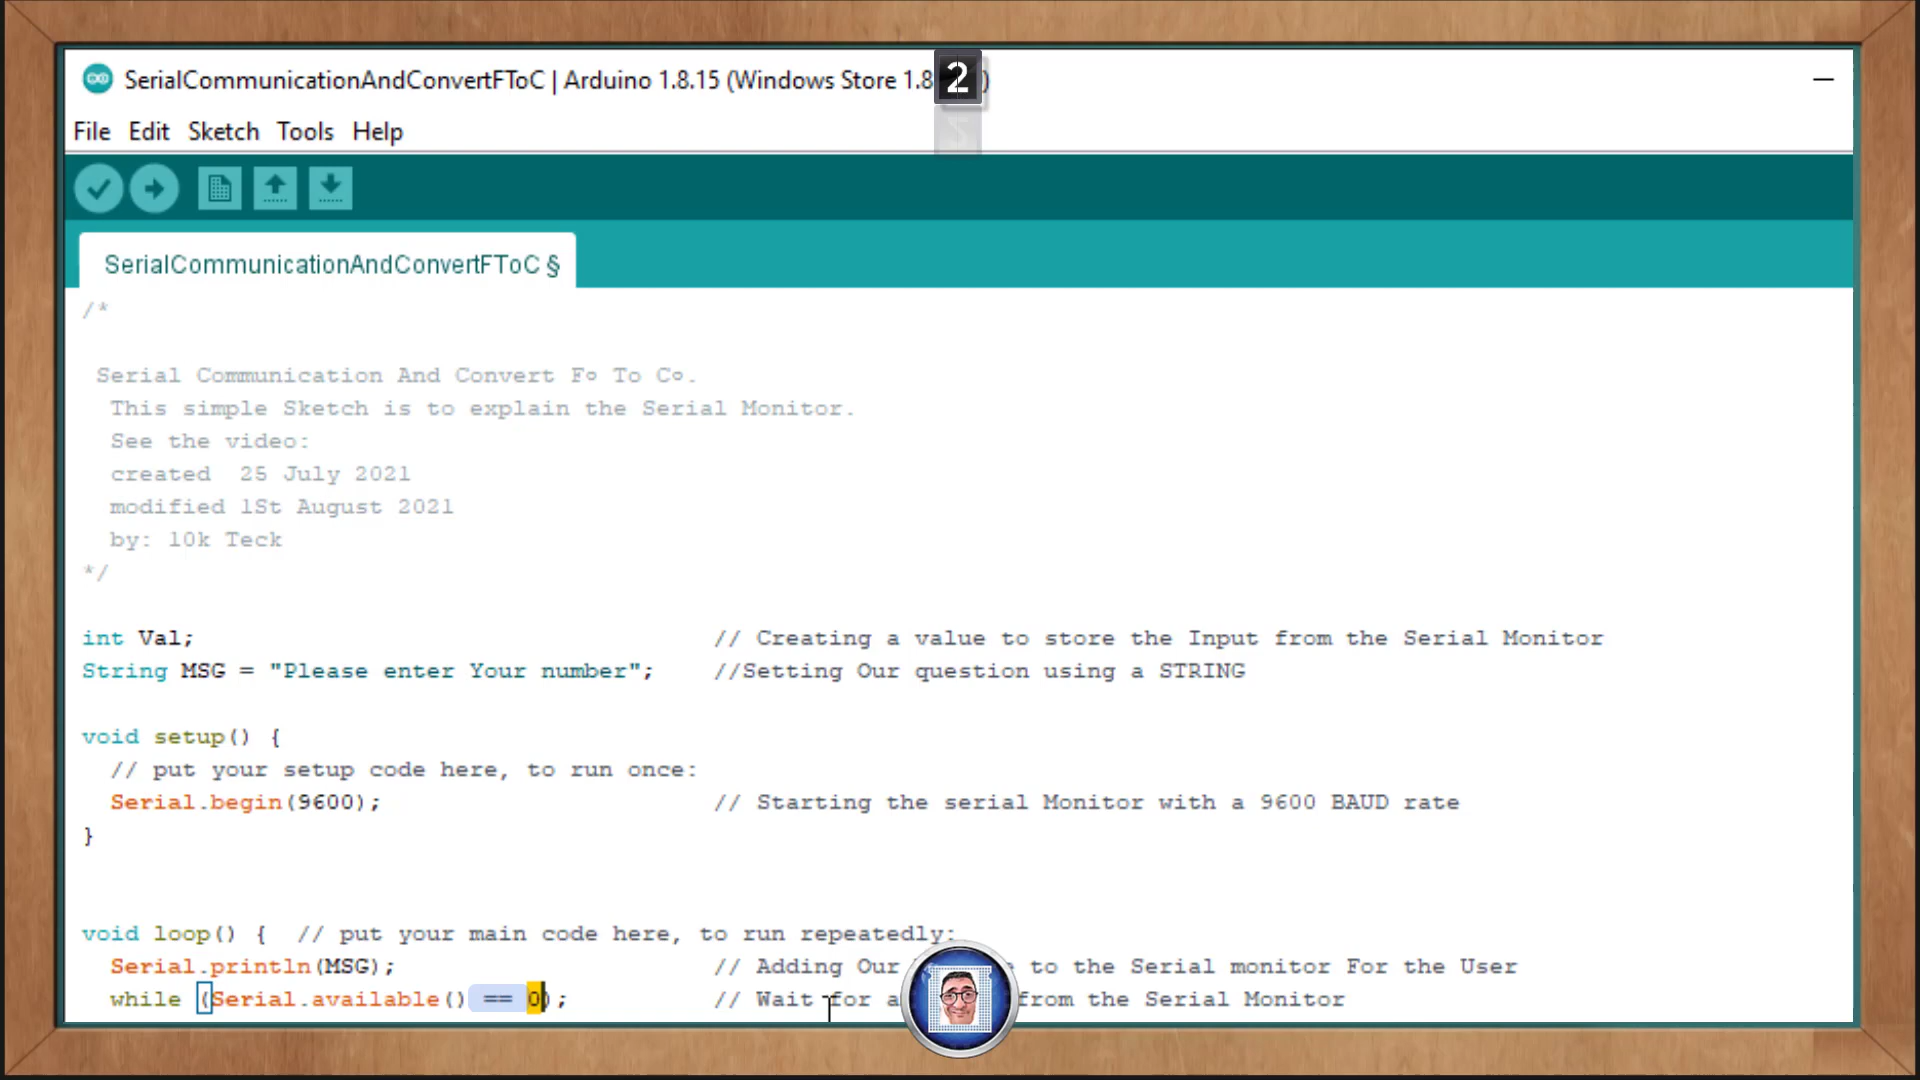 SerialCommunicationAndConvertFToC | Arduino 1.8.15 (Windows Store 1.8 )
2
File Edit Sketch Tools Help
SerialCommunicationAndConvertFToC §
/*
Serial Communication And Convert Fº To Cº.
This simple Sketch is to explain the Serial Monitor.
See the video:
created 25 July 2021
modified 1St August 2021
by: 10k Teck
*/
int Val; // Creating a value to store the Input from the Serial Monitor
String MSG = "Please enter Your number"; //Setting Our question using a STRING
void setup() {
// put your setup code here, to run once:
Serial.begin(9600); // Starting the serial Monitor with a 9600 BAUD rate
}
void loop() { // put your main code here, to run repeatedly:
Serial.println(MSG); // Adding Our to the Serial monitor For the User
while (Serial.available() == 0); // Wait for a from the Serial Monitor